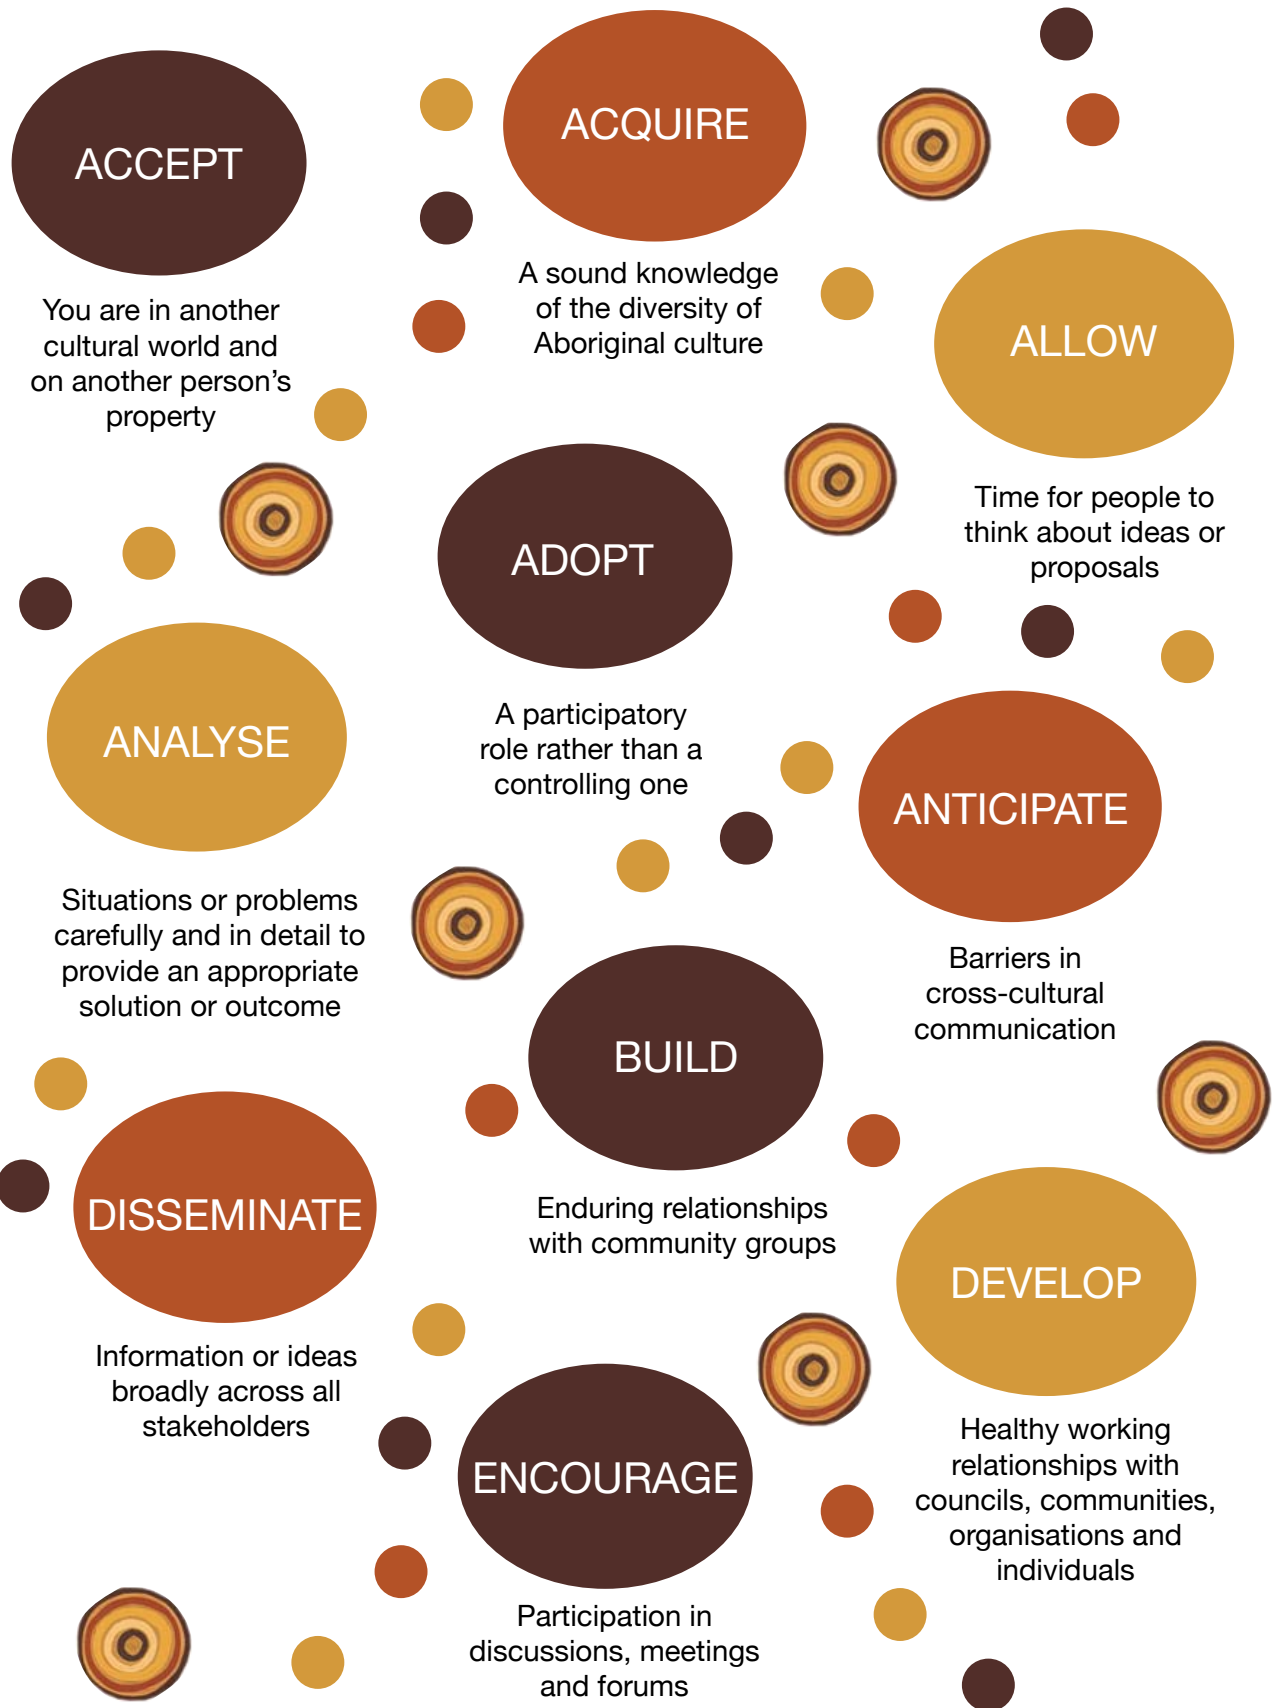 ACCEPT
You are in another
cultural world and
on another person’s
property
ACQUIRE
A sound knowledge
of the diversity of
Aboriginal culture
ALLOW
Time for people to
think about ideas or
proposals
ADOPT
A participatory
role rather than a
controlling one
ANALYSE
Situations or problems
carefully and in detail to
provide an appropriate
solution or outcome
ANTICIPATE
Barriers in
cross-cultural
communication
BUILD
Enduring relationships
with community groups
DISSEMINATE
Information or ideas
broadly across all
stakeholders
DEVELOP
Healthy working
relationships with
councils, communities,
organisations and
individuals
ENCOURAGE
Participation in
discussions, meetings
and forums